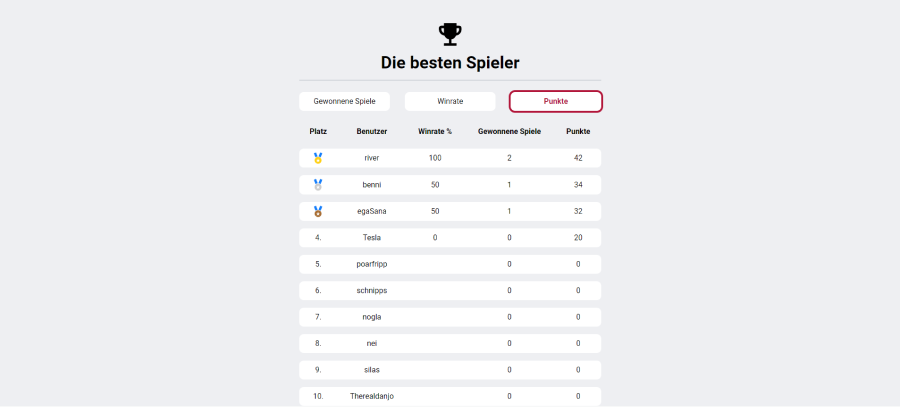 Die besten Spieler
Gewonnene Spiele Winrate Punkte
Platz Benutzer Winrate % Gewonnene Spiele Punkte
river 100 2 42
benni 50 1 34
egaSana 50 1 32
4. Tesla 0 0 20
5. poarfripp 0 0
6. schnipps 0 0
7. nogla 0 0
8. nei 0 0
9. silas 0 0
10. Therealdanjo 0 0